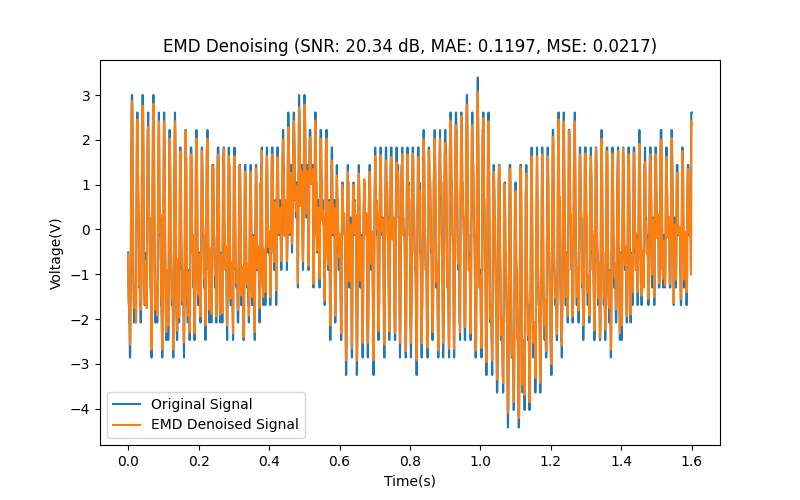 EMD Denoising (SNR: 20.34 dB, MAE: 0.1197, MSE: 0.0217)
3
2
1
0
−1
−2
−3
−4
Voltage(V)
Original Signal
EMD Denoised Signal
0.0 0.2 0.4 0.6 0.8 1.0 1.2 1.4 1.6
Time(s)